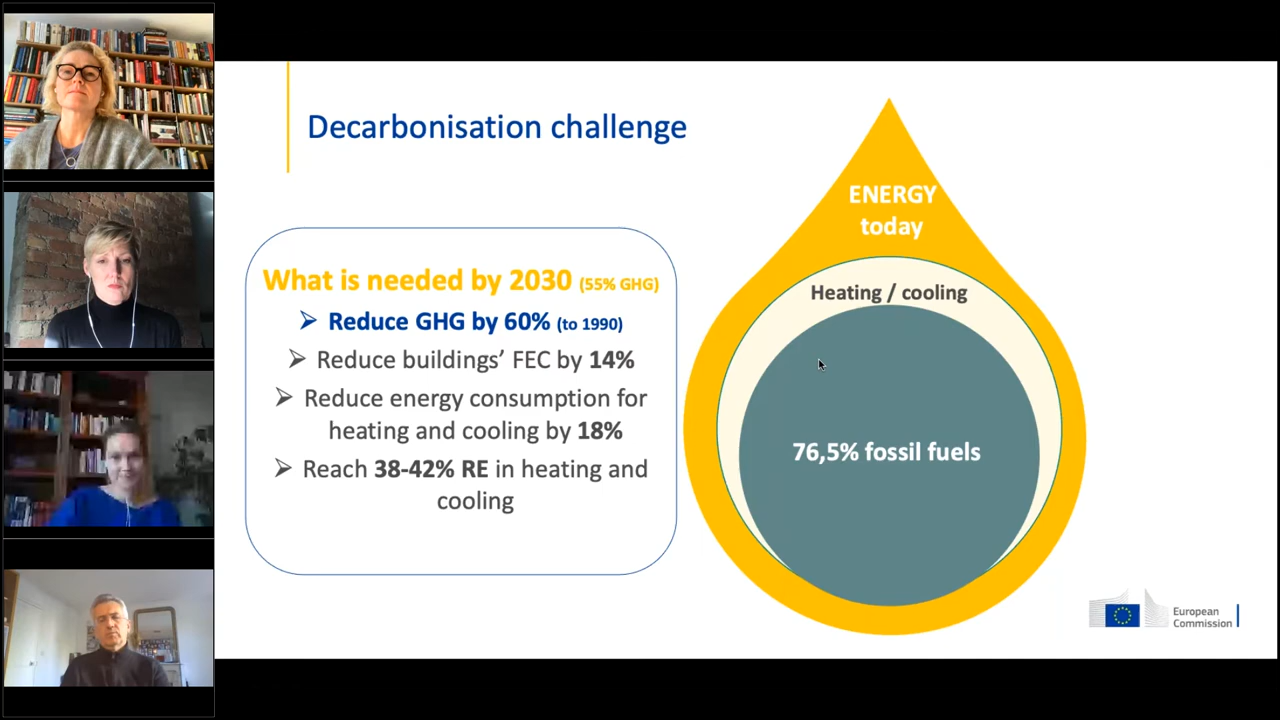 Decarbonisation challenge
What is needed by 2030 (55% GHG)
➢ Reduce GHG by 60% (to 1990)
➢ Reduce buildings’ FEC by 14%
➢ Reduce energy consumption for
heating and cooling by 18%
➢ Reach 38-42% RE in heating and
cooling
ENERGY
today
Heating / cooling
76,5% fossil fuels
European
Commission